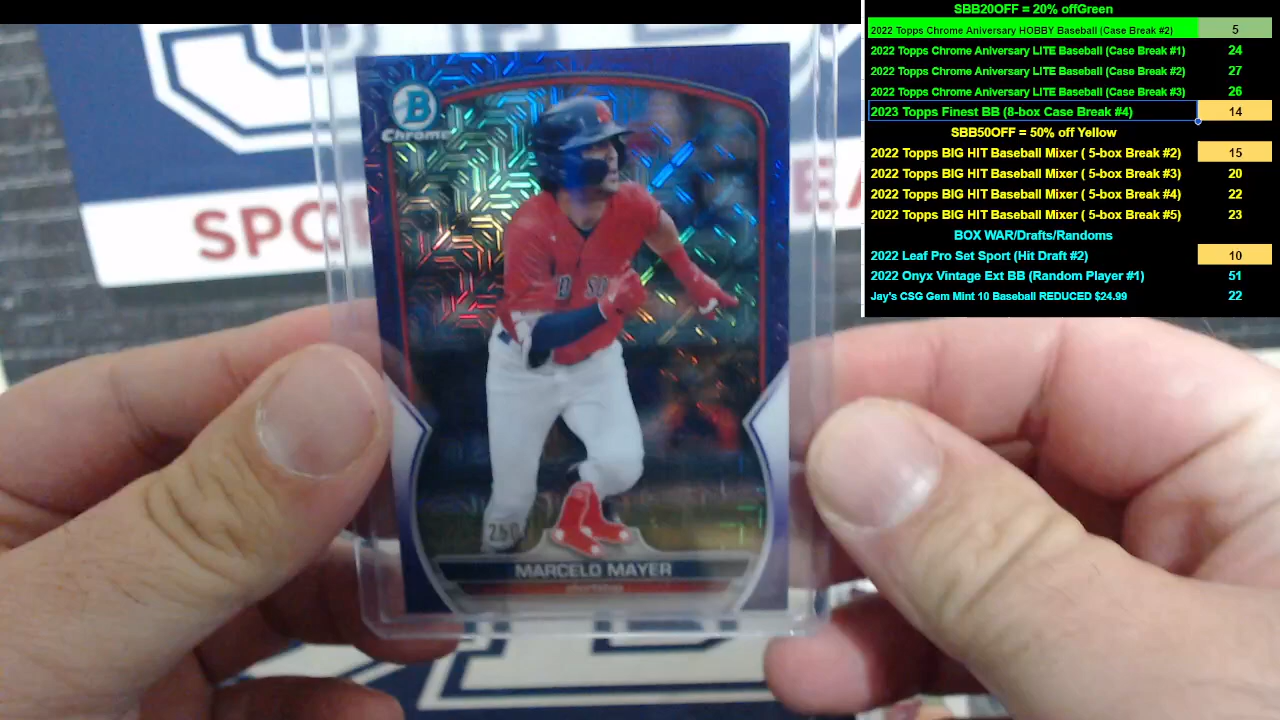 SBB20OFF = 20% offGreen
2022 Topps Chrome Aniversary HOBBY Baseball (Case Break #2) 5
2022 Topps Chrome Aniversary LITE Baseball (Case Break #1) 24
2022 Topps Chrome Aniversary LITE Baseball (Case Break #2) 27
2022 Topps Chrome Aniversary LITE Baseball (Case Break #3) 26
2023 Topps Finest BB (8-box Case Break #4) 14
SBB50OFF = 50% off Yellow
2022 Topps BIG HIT Baseball Mixer ( 5-box Break #2) 15
2022 Topps BIG HIT Baseball Mixer ( 5-box Break #3) 20
2022 Topps BIG HIT Baseball Mixer ( 5-box Break #4) 22
2022 Topps BIG HIT Baseball Mixer ( 5-box Break #5) 23
BOX WAR/Drafts/Randoms
2022 Leaf Pro Set Sport (Hit Draft #2) 10
2022 Onyx Vintage Ext BB (Random Player #1) 51
Jay's CSG Gem Mint 10 Baseball REDUCED $24.99 22
B
Chrome
SPO
EA
D SO
MARCELO MAYER